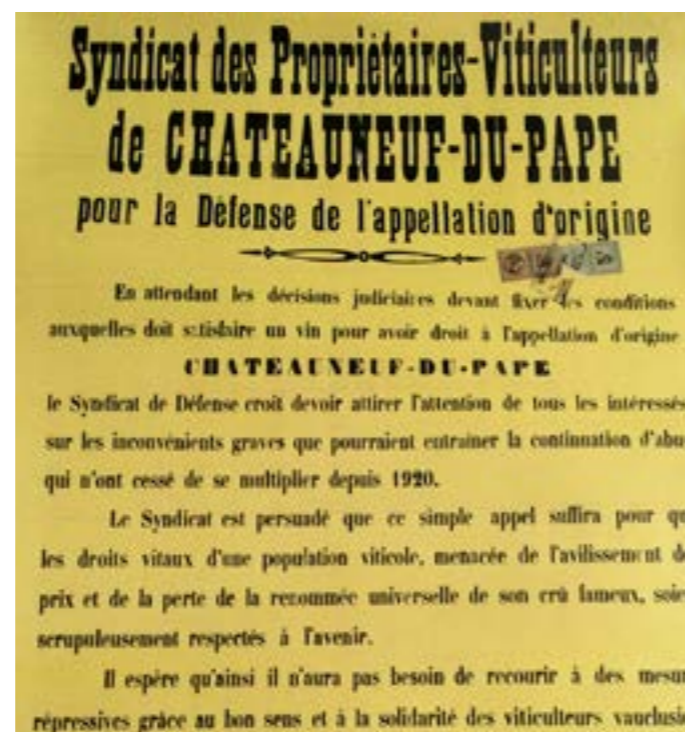 Syndicat des Propriétaires-Viticulteurs
de CHATEAUNEUF-DU-PAPE
pour la Défense de l'appellation d'origine
En attendant les décisions judiciaires devant fixer les conditions
auxquelles doit satisfaire un vin pour avoir droit à l'appellation d'origine
CHATEAUNEUF-DU-PAPE
le Syndicat de Défense croit devoir attirer l'attention de tous les intéressés
sur les inconvénients graves que pourraient entraîner la continuation d'abu
qui n'ont cessé de se multiplier depuis 1920.
Le Syndicat est persuadé que ce simple appel suffira pour qu
les droits vitaux d'une population viticole, menacée de l'avilissement de
prix et de la perte de la renommée universelle de son crû fameux, soie
scrupuleusement respectés à l'avenir.
Il espère qu'ainsi il n'aura pas besoin de recourir à des mesur
répressives grâce au bon sens et à la solidarité des viticulteurs vauclusie